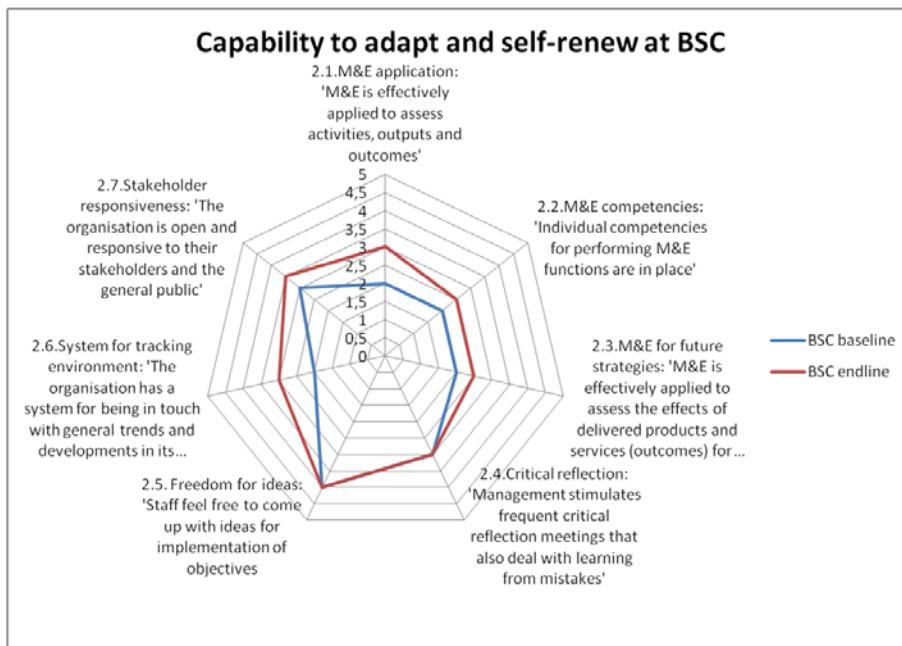 Capability to adapt and self-renew at BSC
2.1.M&E application:
'M&E is effectively
applied to assess
activities, outputs and
outcomes'
2.2.M&E competencies:
'Individual competencies
for performing M&E
functions are in place'
2.3.M&E for future
strategies: 'M&E is
effectively applied to
assess the effects of
delivered products and
services (outcomes) for...
2.4.Critical reflection:
'Management stimulates
frequent critical
reflection meetings that
also deal with learning
from mistakes'
2.5. Freedom for ideas:
'Staff feel free to come
up with ideas for
implementation of
objectives
2.6.System for tracking
environment: 'The
organisation has a
system for being in touch
with general trends and
developments in its...
2.7.Stakeholder
responsiveness: 'The
organisation is open and
responsive to their
stakeholders and the
general public'
5
4,5
4
3,5
3
2,5
2
1,5
1
0,5
0
BSC baseline
BSC endline